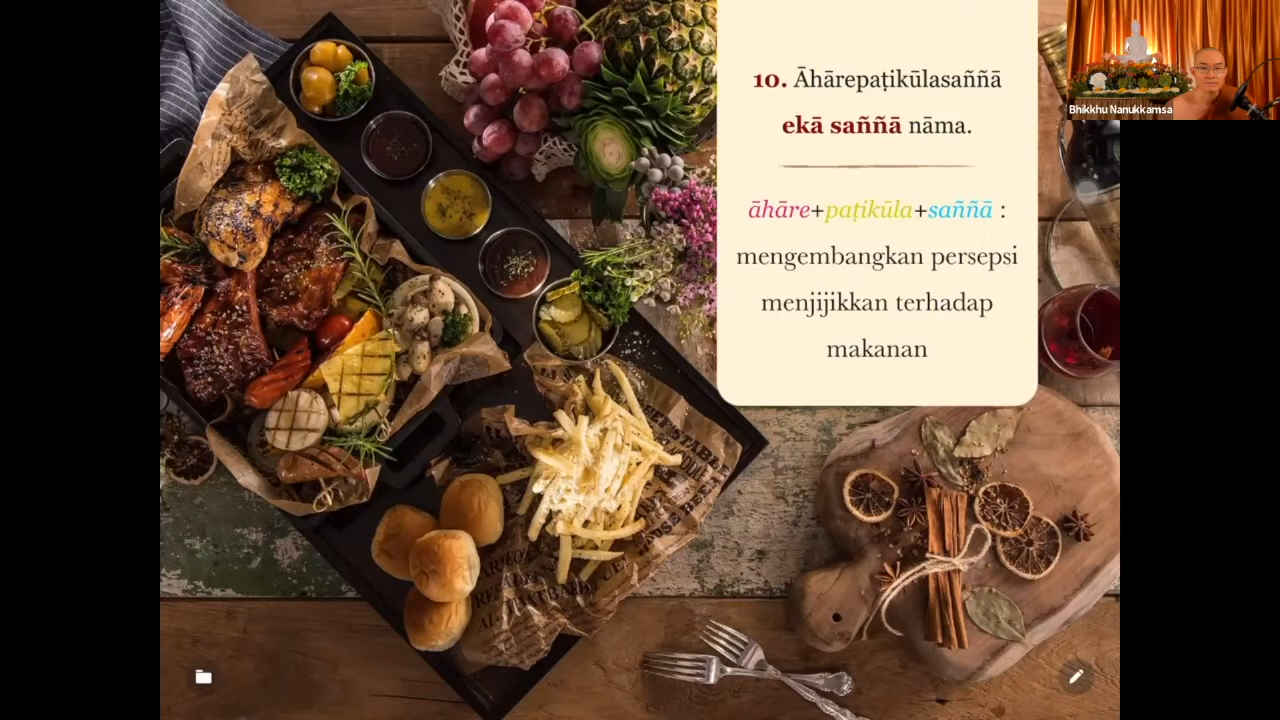 10. Āhārepaṭikūlasaññā
ekā saññā nāma.
āhāre+paṭikūla+saññā :
mengembangkan persepsi
menjijikkan terhadap
makanan
Bhikkhu Nanukkamsa